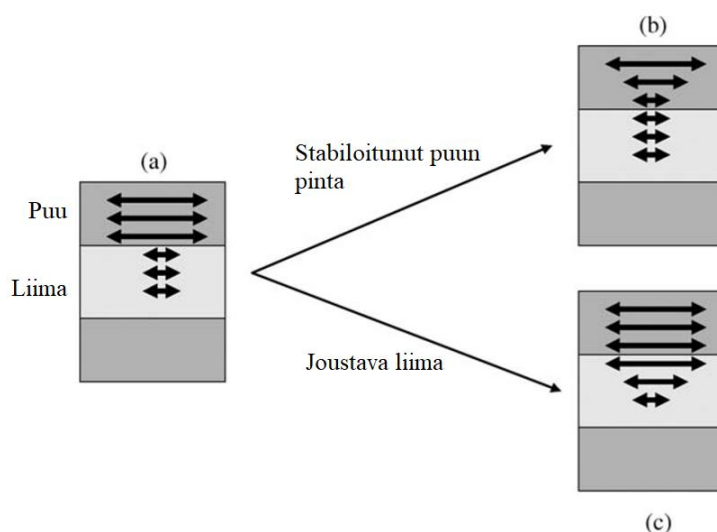 (b)
Stabiloitunut puun
pinta
(a)
Puu
Liima
Joustava liima
(c)